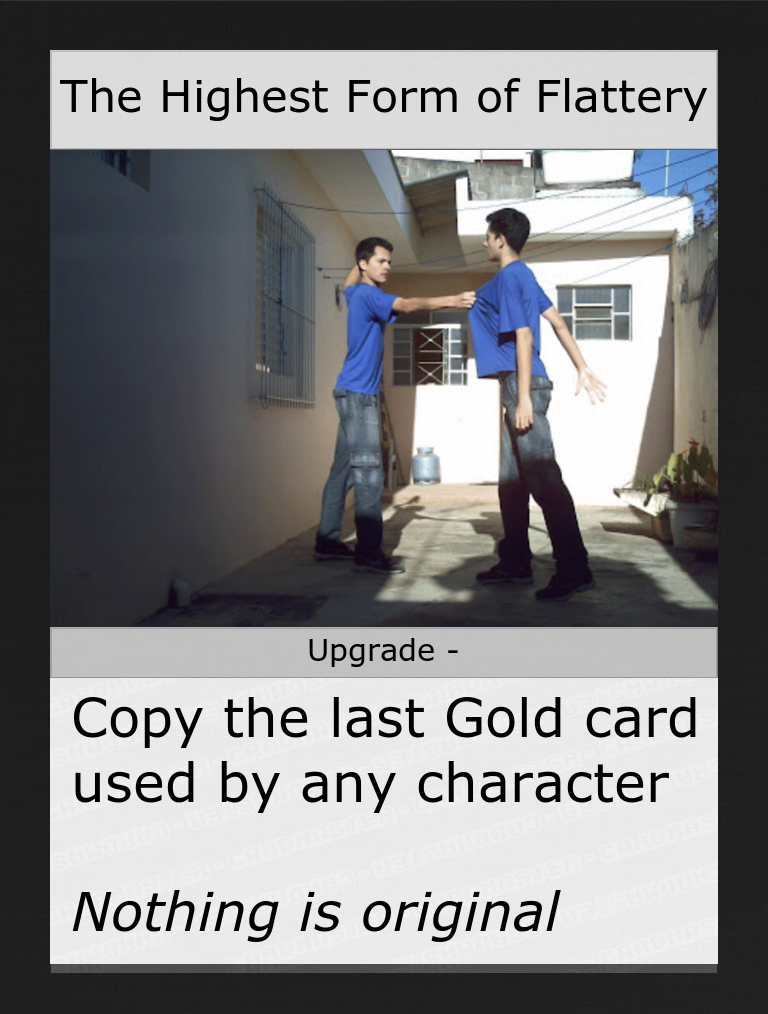 The Highest Form of Flattery
Upgrade -
Copy the last Gold card
used by any character
Nothing is original